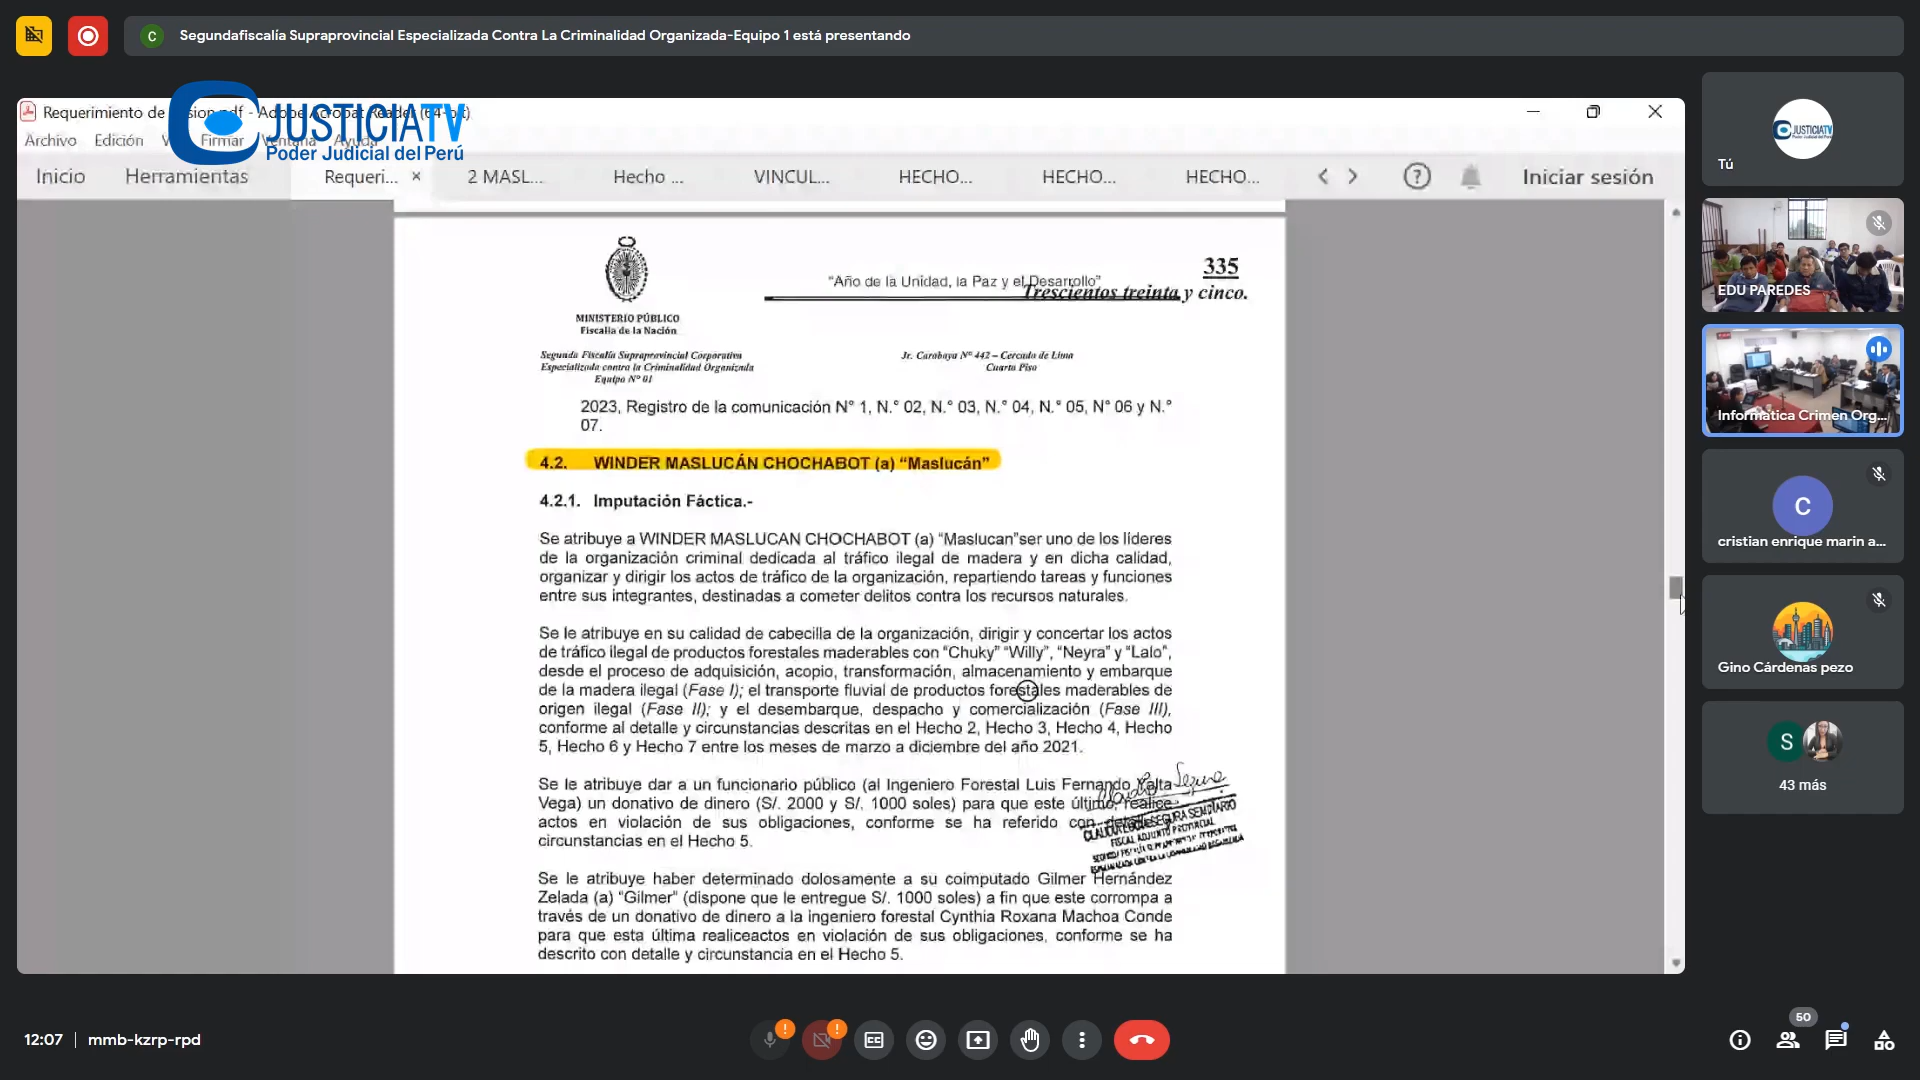 Segundafiscalía Supraprovincial Especializada Contra La Criminalidad Organizada-Equipo 1 está presentando
JUSTICIATV
Poder Judicial del Perú
Archivo Edición Firmar
Inicio Herramientas Requeri... 2 MASL... Hecho ... VINCUL... HECHO... HECHO... HECHO... Iniciar sesión
"Año de la Unidad, la Paz y el Desarrollo"
335
Trescientos treinta y cinco.
MINISTERIO PÚBLICO
Fiscalía de la Nación
Segunda Fiscalía Supraprovincial Corporativa
Especializada contra la Criminalidad Organizada
Equipo N° 01
Jr. Carabaya N° 442 – Cercado de Lima
Cuarto Piso
2023, Registro de la comunicación N° 1, N.° 02, N.° 03, N.° 04, N.° 05, N° 06 y N.°
07.
4.2. WINDER MASLUCÁN CHOCHABOT (a) "Maslucán"
4.2.1. Imputación Fáctica.-
Se atribuye a WINDER MASLUCAN CHOCHABOT (a) "Maslucan"ser uno de los líderes
de la organización criminal dedicada al tráfico ilegal de madera y en dicha calidad,
organizar y dirigir los actos de tráfico de la organización, repartiendo tareas y funciones
entre sus integrantes, destinadas a cometer delitos contra los recursos naturales.
Se le atribuye en su calidad de cabecilla de la organización, dirigir y concertar los actos
de tráfico ilegal de productos forestales maderables con "Chuky" "Willy", "Neyra" y "Lalo",
desde el proceso de adquisición, acopio, transformación, almacenamiento y embarque
de la madera ilegal (Fase I); el transporte fluvial de productos forestales maderables de
origen ilegal (Fase II); y el desembarque, despacho y comercialización (Fase III),
conforme al detalle y circunstancias descritas en el Hecho 2, Hecho 3, Hecho 4, Hecho
5, Hecho 6 y Hecho 7 entre los meses de marzo a diciembre del año 2021.
Se le atribuye dar a un funcionario público (al Ingeniero Forestal Luis Fernando Yalta
Vega) un donativo de dinero (S/. 2000 y S/. 1000 soles) para que este último, realice
actos en violación de sus obligaciones, conforme se ha referido con detalle
circunstancias en el Hecho 5.
FISCAL ADJUNTO PROVINCIAL
Se le atribuye haber determinado dolosamente a su coimputado Gilmer Hernández
Zelada (a) "Gilmer" (dispone que le entregue S/. 1000 soles) a fin que este corrompa a
través de un donativo de dinero a la ingeniero forestal Cynthia Roxana Machoa Conde
para que esta última realiceactos en violación de sus obligaciones, conforme se ha
descrito con detalle y circunstancia en el Hecho 5.
JUSTICIATV
Tú
EDU PAREDES
Informatica Crimen Org...
C
cristian enrique marin a...
Gino Cárdenas pezo
S
43 más
12:07 | mmb-kzrp-rpd
50